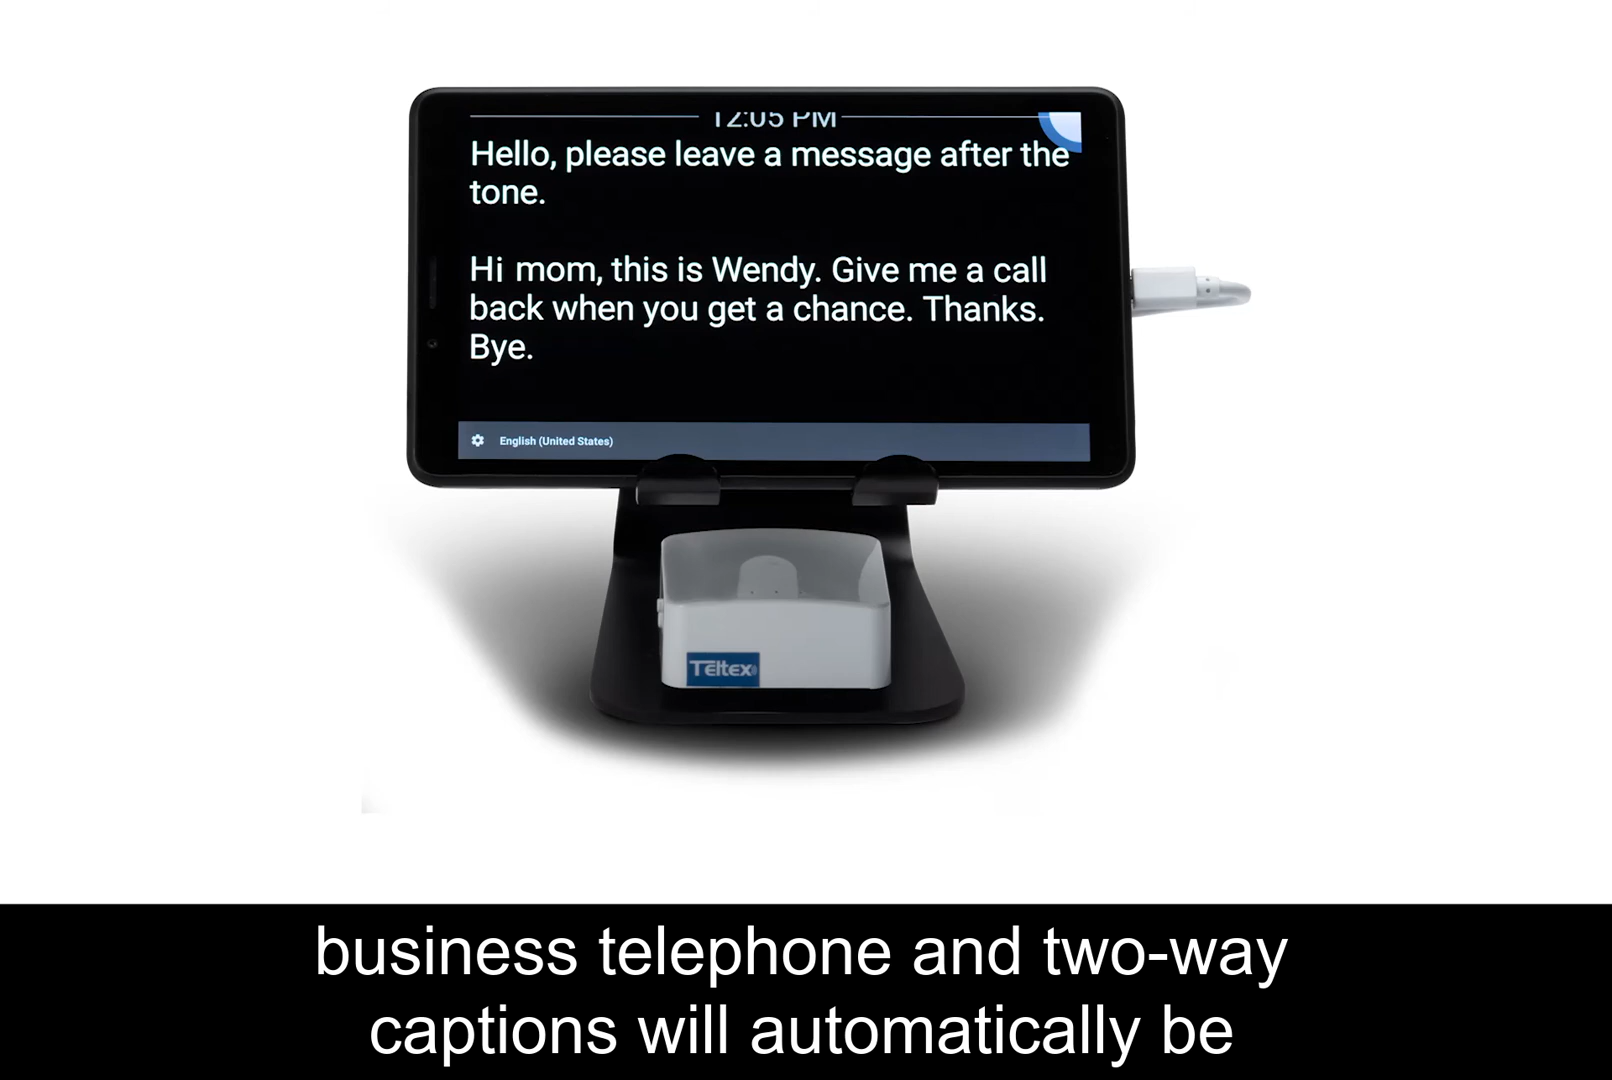 12:05 PM
Hello, please leave a message after the
tone.
Hi mom, this is Wendy. Give me a call
back when you get a chance. Thanks.
Bye.
English (United States)
Teltex
business telephone and two-way
captions will automatically be